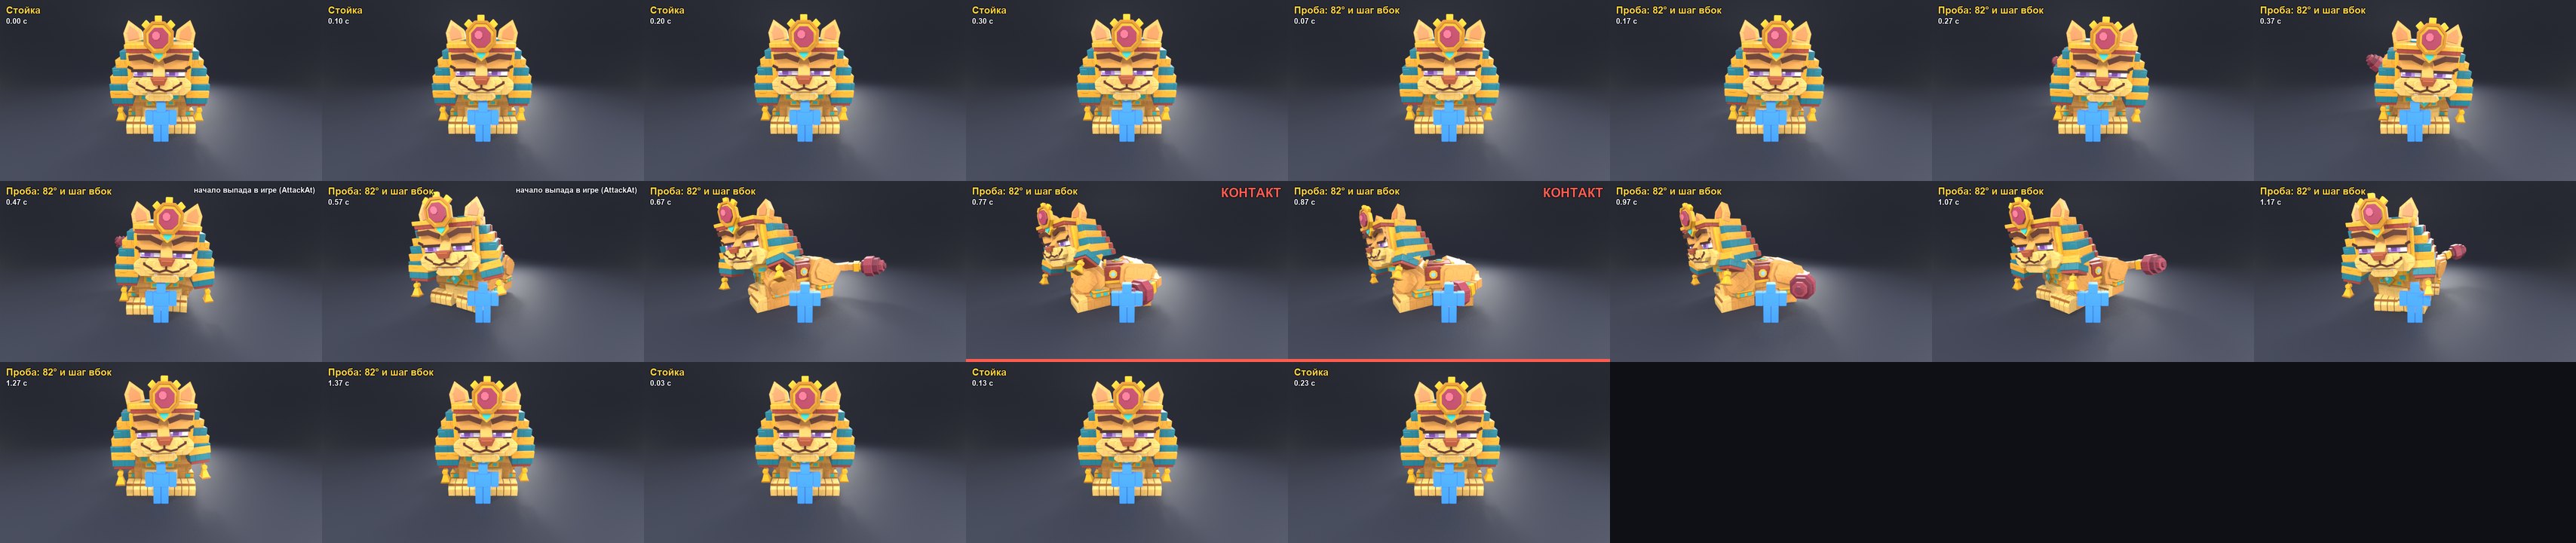 Стойка
0.00 с
Стойка
0.10 с
Стойка
0.20 с
Стойка
0.30 с
Проба: 82° и шаг вбок
0.07 с
Проба: 82° и шаг вбок
0.17 с
Проба: 82° и шаг вбок
0.27 с
Проба: 82° и шаг вбок
0.37 с
Проба: 82° и шаг вбок
начало выпада в игре (AttackAt)
0.47 с
Проба: 82° и шаг вбок
начало выпада в игре (AttackAt)
0.57 с
Проба: 82° и шаг вбок
0.67 с
Проба: 82° и шаг вбок
КОНТАКТ
0.77 с
Проба: 82° и шаг вбок
КОНТАКТ
0.87 с
Проба: 82° и шаг вбок
0.97 с
Проба: 82° и шаг вбок
1.07 с
Проба: 82° и шаг вбок
1.17 с
Проба: 82° и шаг вбок
1.27 с
Проба: 82° и шаг вбок
1.37 с
Стойка
0.03 с
Стойка
0.13 с
Стойка
0.23 с